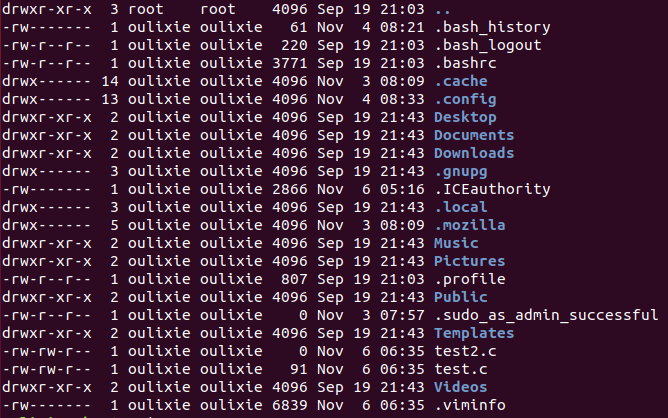 drwxr-xr-x  3 root    root    4096 Sep 19 21:03 ..
-rw-------  1 oulixie oulixie   61 Nov  4 08:21 .bash_history
-rw-r--r--  1 oulixie oulixie  220 Sep 19 21:03 .bash_logout
-rw-r--r--  1 oulixie oulixie 3771 Sep 19 21:03 .bashrc
drwx------ 14 oulixie oulixie 4096 Nov  3 08:09 .cache
drwx------ 13 oulixie oulixie 4096 Nov  4 08:33 .config
drwxr-xr-x  2 oulixie oulixie 4096 Sep 19 21:43 Desktop
drwxr-xr-x  2 oulixie oulixie 4096 Sep 19 21:43 Documents
drwxr-xr-x  2 oulixie oulixie 4096 Sep 19 21:43 Downloads
drwx------  3 oulixie oulixie 4096 Sep 19 21:43 .gnupg
-rw-------  1 oulixie oulixie 2866 Nov  6 05:16 .ICEauthority
drwx------  3 oulixie oulixie 4096 Sep 19 21:43 .local
drwx------  5 oulixie oulixie 4096 Nov  3 08:09 .mozilla
drwxr-xr-x  2 oulixie oulixie 4096 Sep 19 21:43 Music
drwxr-xr-x  2 oulixie oulixie 4096 Sep 19 21:43 Pictures
-rw-r--r--  1 oulixie oulixie  807 Sep 19 21:03 .profile
drwxr-xr-x  2 oulixie oulixie 4096 Sep 19 21:43 Public
-rw-r--r--  1 oulixie oulixie    0 Nov  3 07:57 .sudo_as_admin_successful
drwxr-xr-x  2 oulixie oulixie 4096 Sep 19 21:43 Templates
-rw-rw-r--  1 oulixie oulixie    0 Nov  6 06:35 test2.c
-rw-rw-r--  1 oulixie oulixie   91 Nov  6 06:35 test.c
drwxr-xr-x  2 oulixie oulixie 4096 Sep 19 21:43 Videos
-rw-------  1 oulixie oulixie 6839 Nov  6 06:35 .viminfo